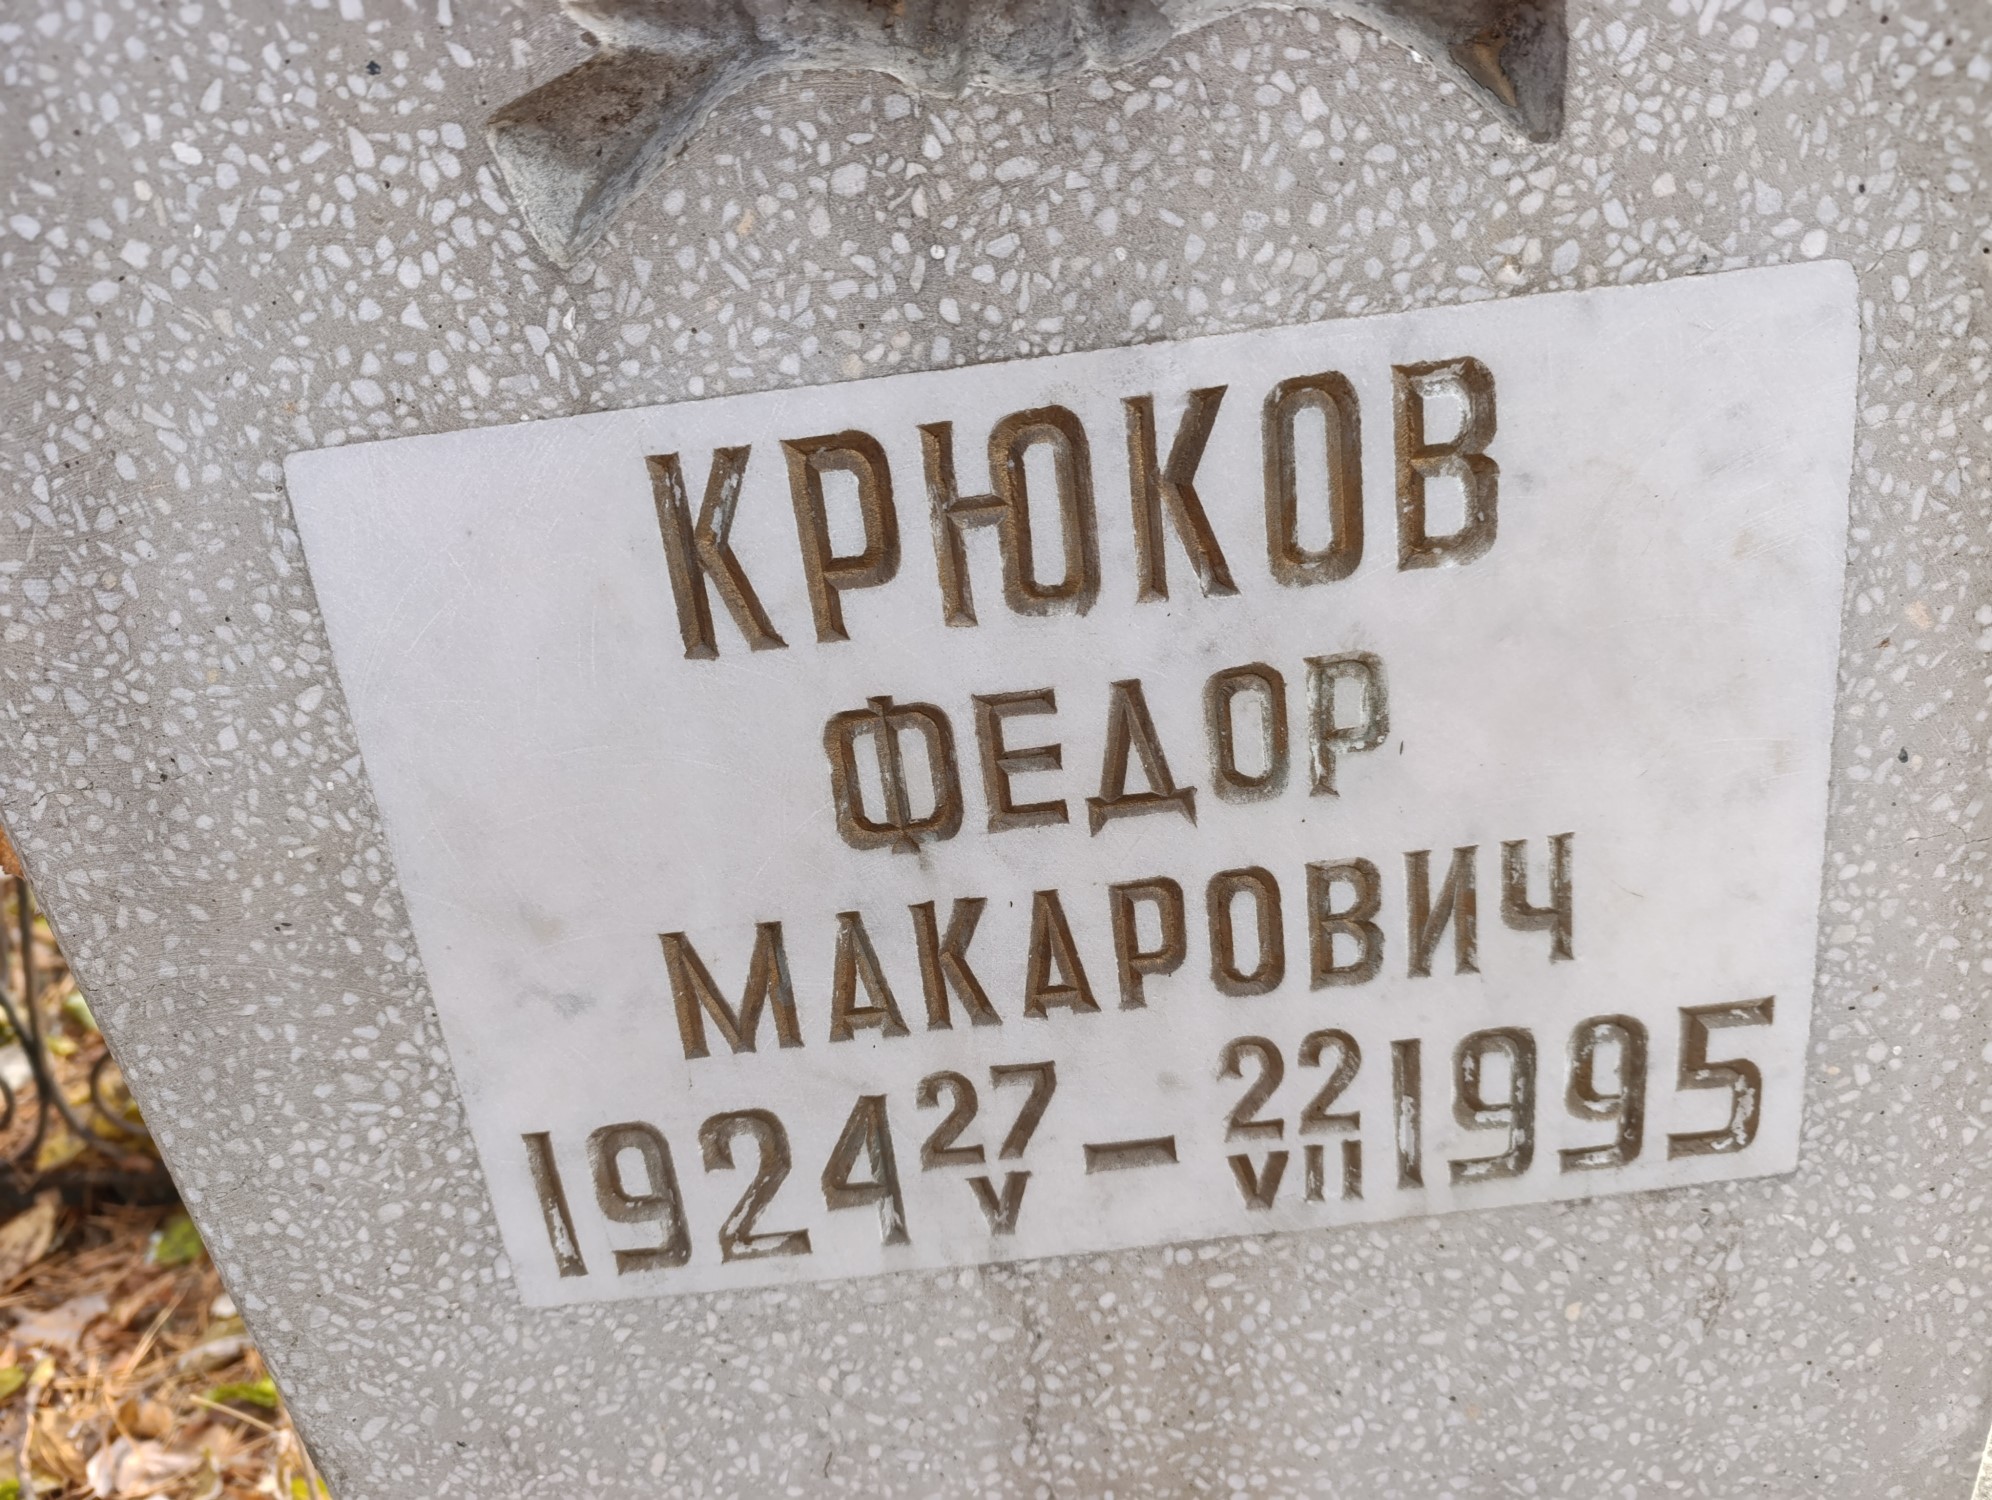 КРЮКОВ
ФЕДОР
МАКАРОВИЧ
1924 27/V – 22/VII 1995